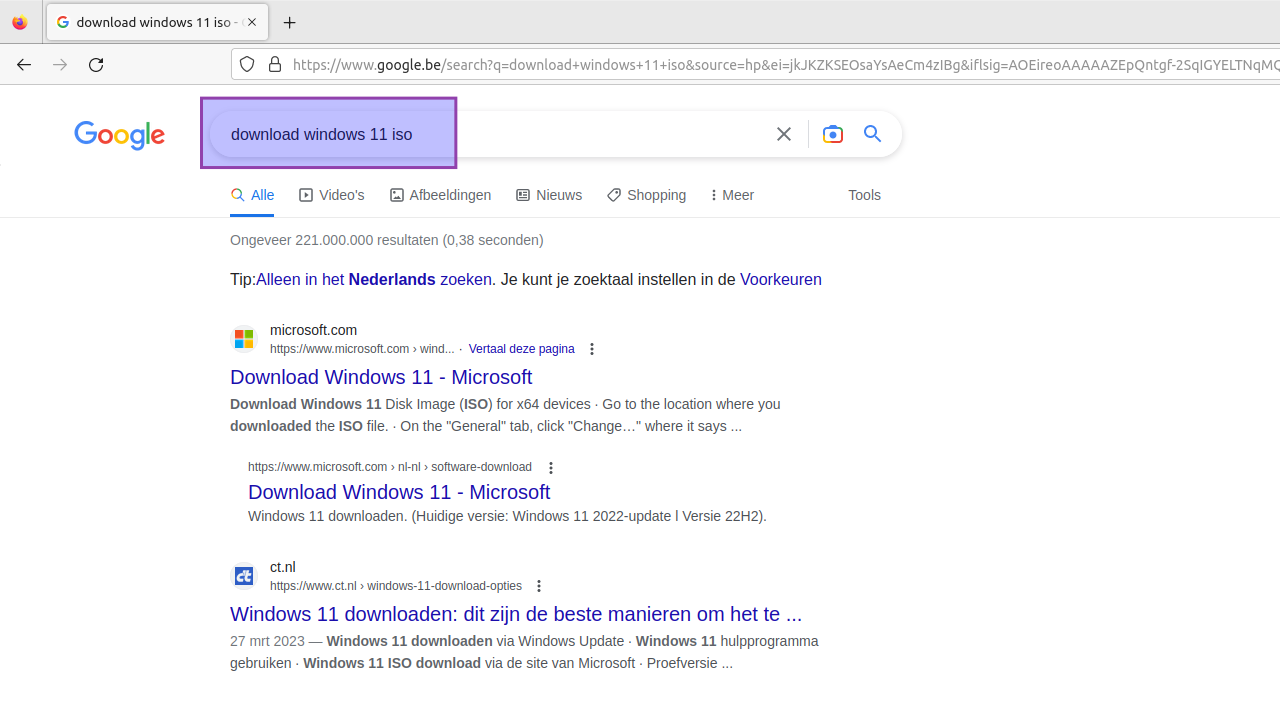 download windows 11 iso -
https://www.google.be/search?q=download+windows+11+iso&source=hp&ei=jkJKZKSEOsaYsAeCm4zIBg&iflsig=AOEireoAAAAAZEpQntgf-2SqIGYELTNqMQ
Google
download windows 11 iso
Alle Video's Afbeeldingen Nieuws Shopping Meer Tools
Ongeveer 221.000.000 resultaten (0,38 seconden)
Tip:Alleen in het Nederlands zoeken. Je kunt je zoektaal instellen in de Voorkeuren
microsoft.com
https://www.microsoft.com › wind... · Vertaal deze pagina
Download Windows 11 - Microsoft
Download Windows 11 Disk Image (ISO) for x64 devices · Go to the location where you
downloaded the ISO file. · On the "General" tab, click "Change…" where it says ...
https://www.microsoft.com › nl-nl › software-download
Download Windows 11 - Microsoft
Windows 11 downloaden. (Huidige versie: Windows 11 2022-update l Versie 22H2).
ct.nl
https://www.ct.nl › windows-11-download-opties
Windows 11 downloaden: dit zijn de beste manieren om het te ...
27 mrt 2023 — Windows 11 downloaden via Windows Update · Windows 11 hulpprogramma
gebruiken · Windows 11 ISO download via de site van Microsoft · Proefversie ...